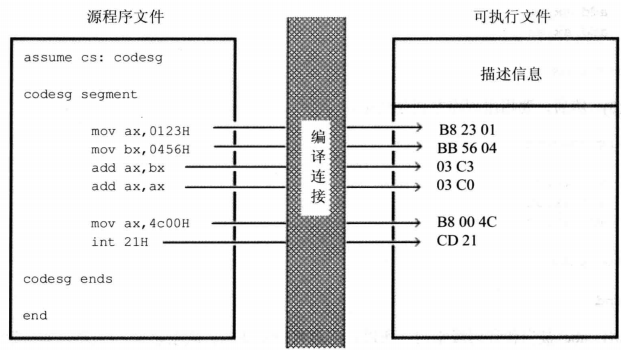 源程序文件
可执行文件
assume cs: codesg
codesg segment
mov ax,0123H
mov bx,0456H
add ax,bx
add ax,ax
mov ax,4c00H
int 21H
codesg ends
end
编译连接
描述信息
B8 23 01
BB 56 04
03 C3
03 C0
B8 00 4C
CD 21